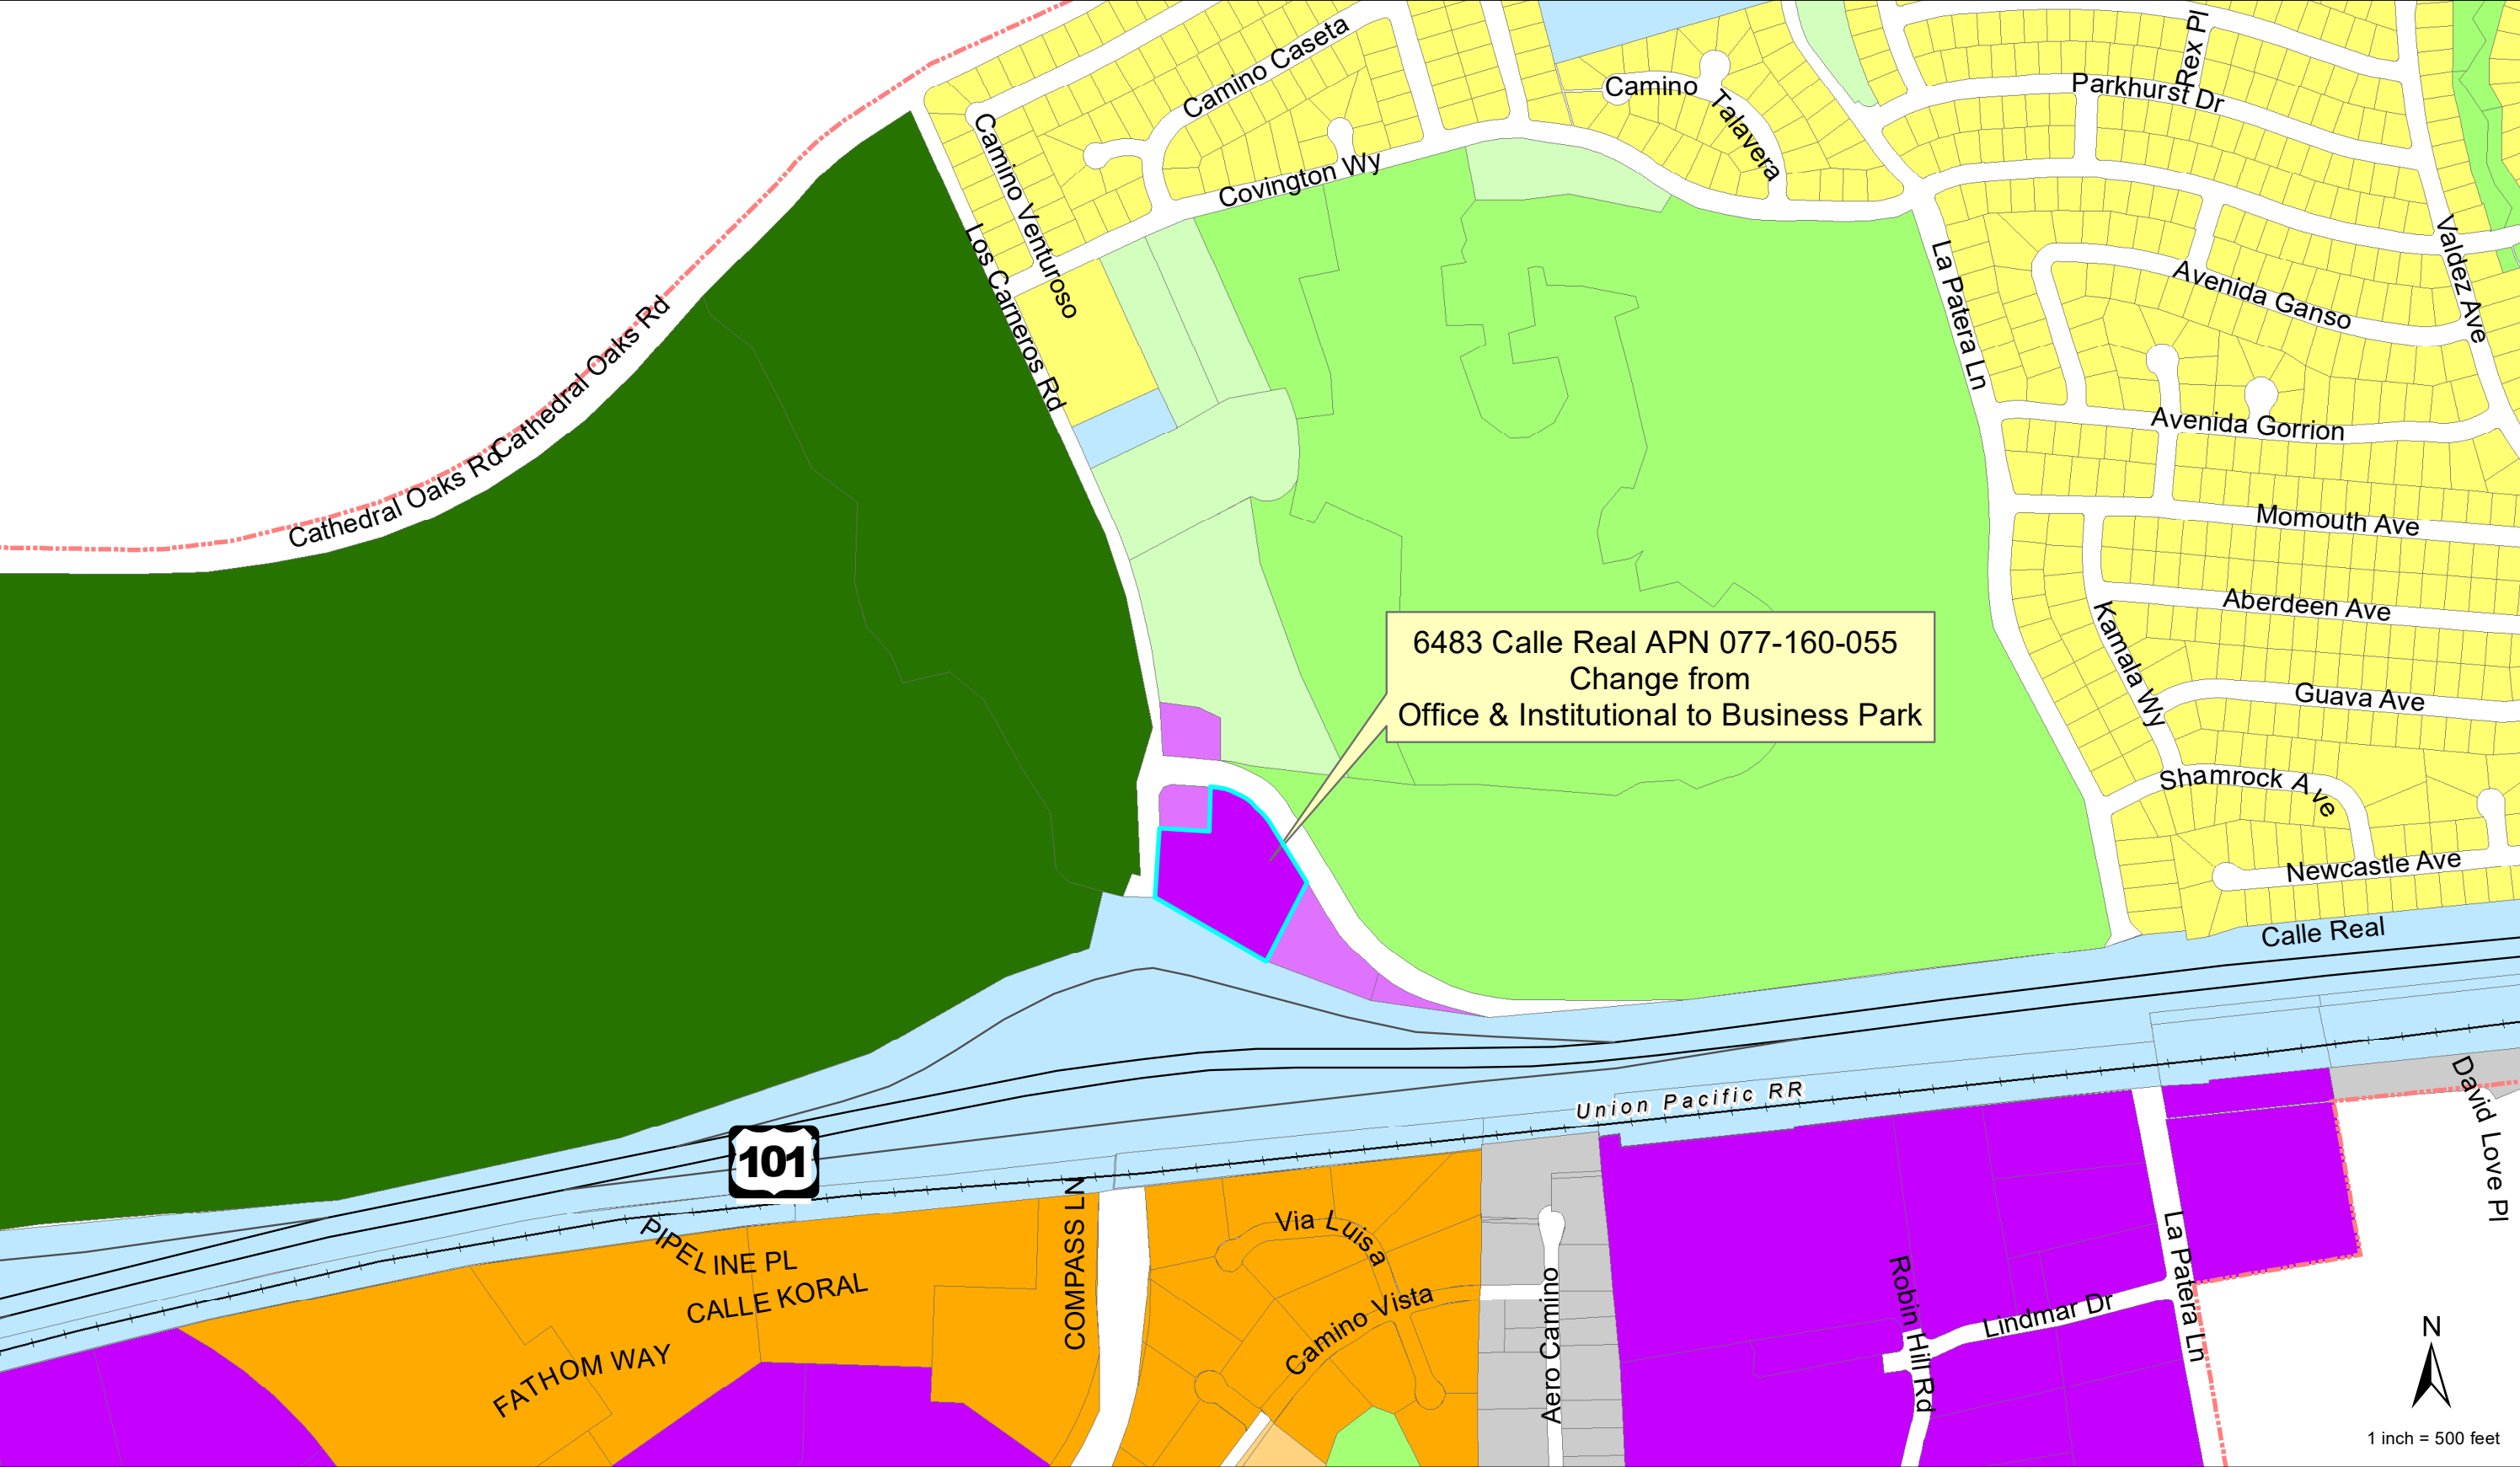 Rex Pl
Camino Caseta
Camino
Talavera
Parkhurst Dr
Camino Venturoso
Covington Wy
Los Carneros Rd
La Patera Ln
Valdez Ave
Avenida Ganso
Cathedral Oaks Rd
Cathedral Oaks Rd
Avenida Gorrion
Momouth Ave
Aberdeen Ave
Kamala Wy
6483 Calle Real APN 077-160-055
Change from
Office & Institutional to Business Park
Guava Ave
Shamrock Ave
Newcastle Ave
Calle Real
Union Pacific RR
David Love Pl
101
PIPELINE PL
CALLE KORAL
COMPASS LN
FATHOM WAY
Via Luisa
Camino Vista
Aero Camino
Robin Hill Rd
Lindmar Dr
La Patera Ln
N
1 inch = 500 feet